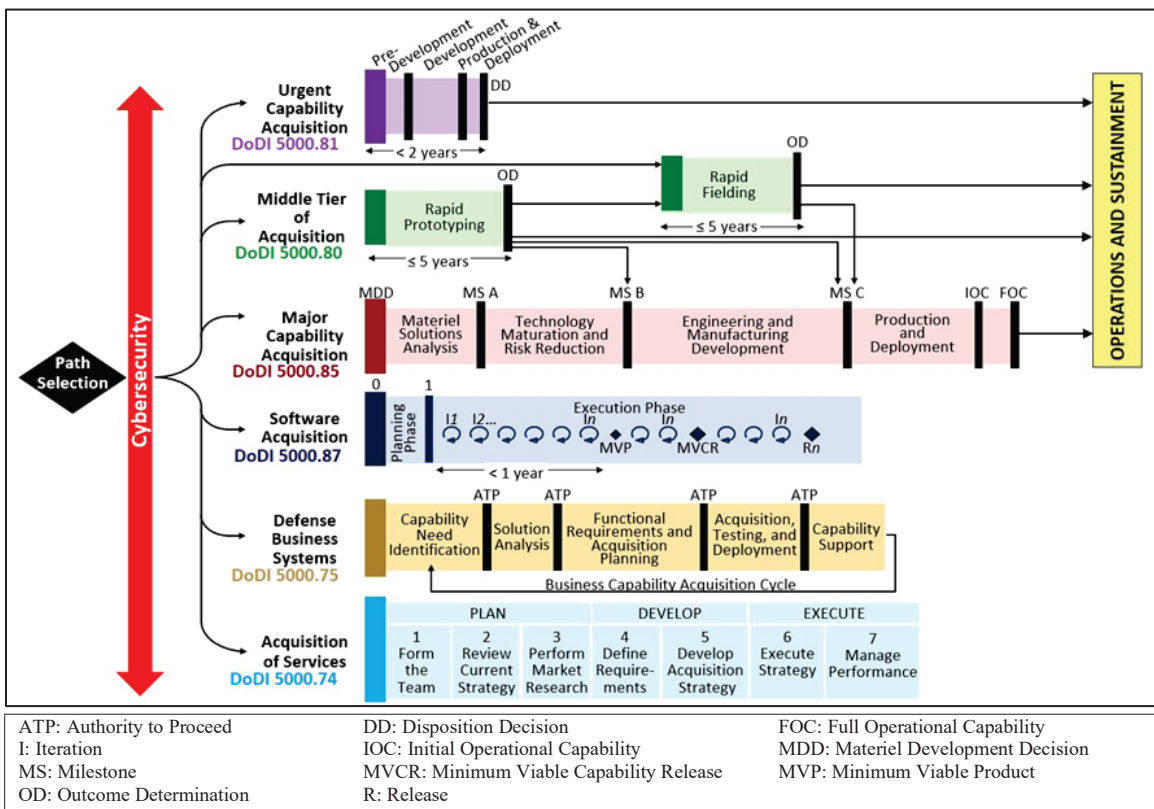 Pre-
Development
Development
Production &
Deployment
Urgent
Capability
Acquisition
DoDI 5000.81
DD
< 2 years
Middle Tier
of
Acquisition
DoDI 5000.80
Rapid
Prototyping
OD
≤ 5 years
Rapid
Fielding
OD
≤ 5 years
Major
Capability
Acquisition
DoDI 5000.85
MDD
MS A
MS B
MS C
IOC
FOC
Materiel
Solutions
Analysis
Technology
Maturation and
Risk Reduction
Engineering and
Manufacturing
Development
Production
and
Deployment
OPERATIONS AND SUSTAINMENT
Path
Selection
Cybersecurity
Software
Acquisition
DoDI 5000.87
0
1
Planning
Phase
Execution Phase
I1
I2...
In
In
In
MVP
MVCR
Rn
< 1 year
Defense
Business
Systems
DoDI 5000.75
ATP
ATP
ATP
ATP
Capability
Need
Identification
Solution
Analysis
Functional
Requirements and
Acquisition
Planning
Acquisition,
Testing, and
Deployment
Capability
Support
Business Capability Acquisition Cycle
Acquisition
of Services
DoDI 5000.74
PLAN
DEVELOP
EXECUTE
1
Form
the
Team
2
Review
Current
Strategy
3
Perform
Market
Research
4
Define
Require-
ments
5
Develop
Acquisition
Strategy
6
Execute
Strategy
7
Manage
Performance
ATP: Authority to Proceed
DD: Disposition Decision
FOC: Full Operational Capability
I: Iteration
IOC: Initial Operational Capability
MDD: Materiel Development Decision
MS: Milestone
MVCR: Minimum Viable Capability Release
MVP: Minimum Viable Product
OD: Outcome Determination
R: Release